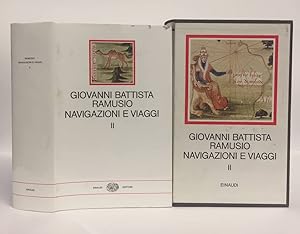 GIOVANNI BATTISTA
RAMUSIO
NAVIGAZIONI E VIAGGI
II
EINAUDI
GIOVANNI BATTISTA
RAMUSIO
NAVIGAZIONI E VIAGGI
II
EINAUDI